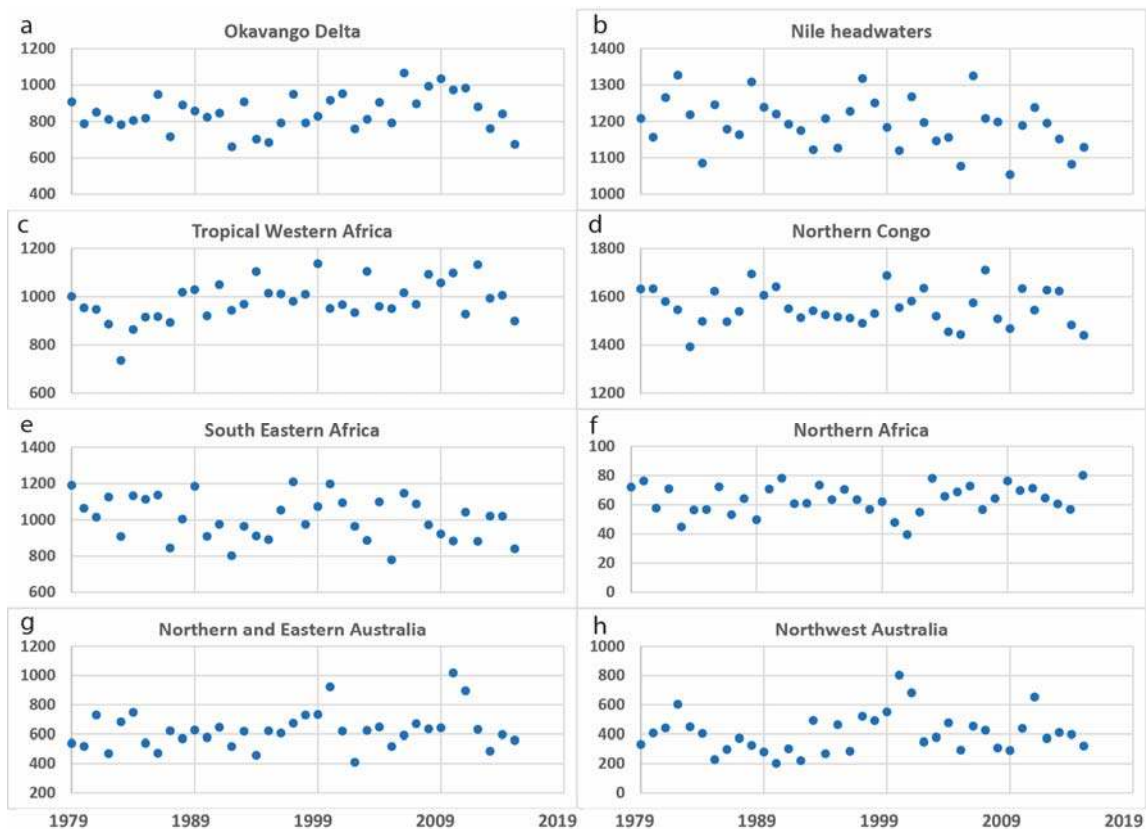 a
Okavango Delta
1200
1000
800
600
400
b
Nile headwaters
1400
1300
1200
1100
1000
c
Tropical Western Africa
1200
1000
800
600
d
Northern Congo
1800
1600
1400
1200
e
South Eastern Africa
1400
1200
1000
800
600
f
Northern Africa
100
80
60
40
20
0
g
Northern and Eastern Australia
1200
1000
800
600
400
200
1979 1989 1999 2009 2019
h
Northwest Australia
1000
800
600
400
200
0
1979 1989 1999 2009 2019